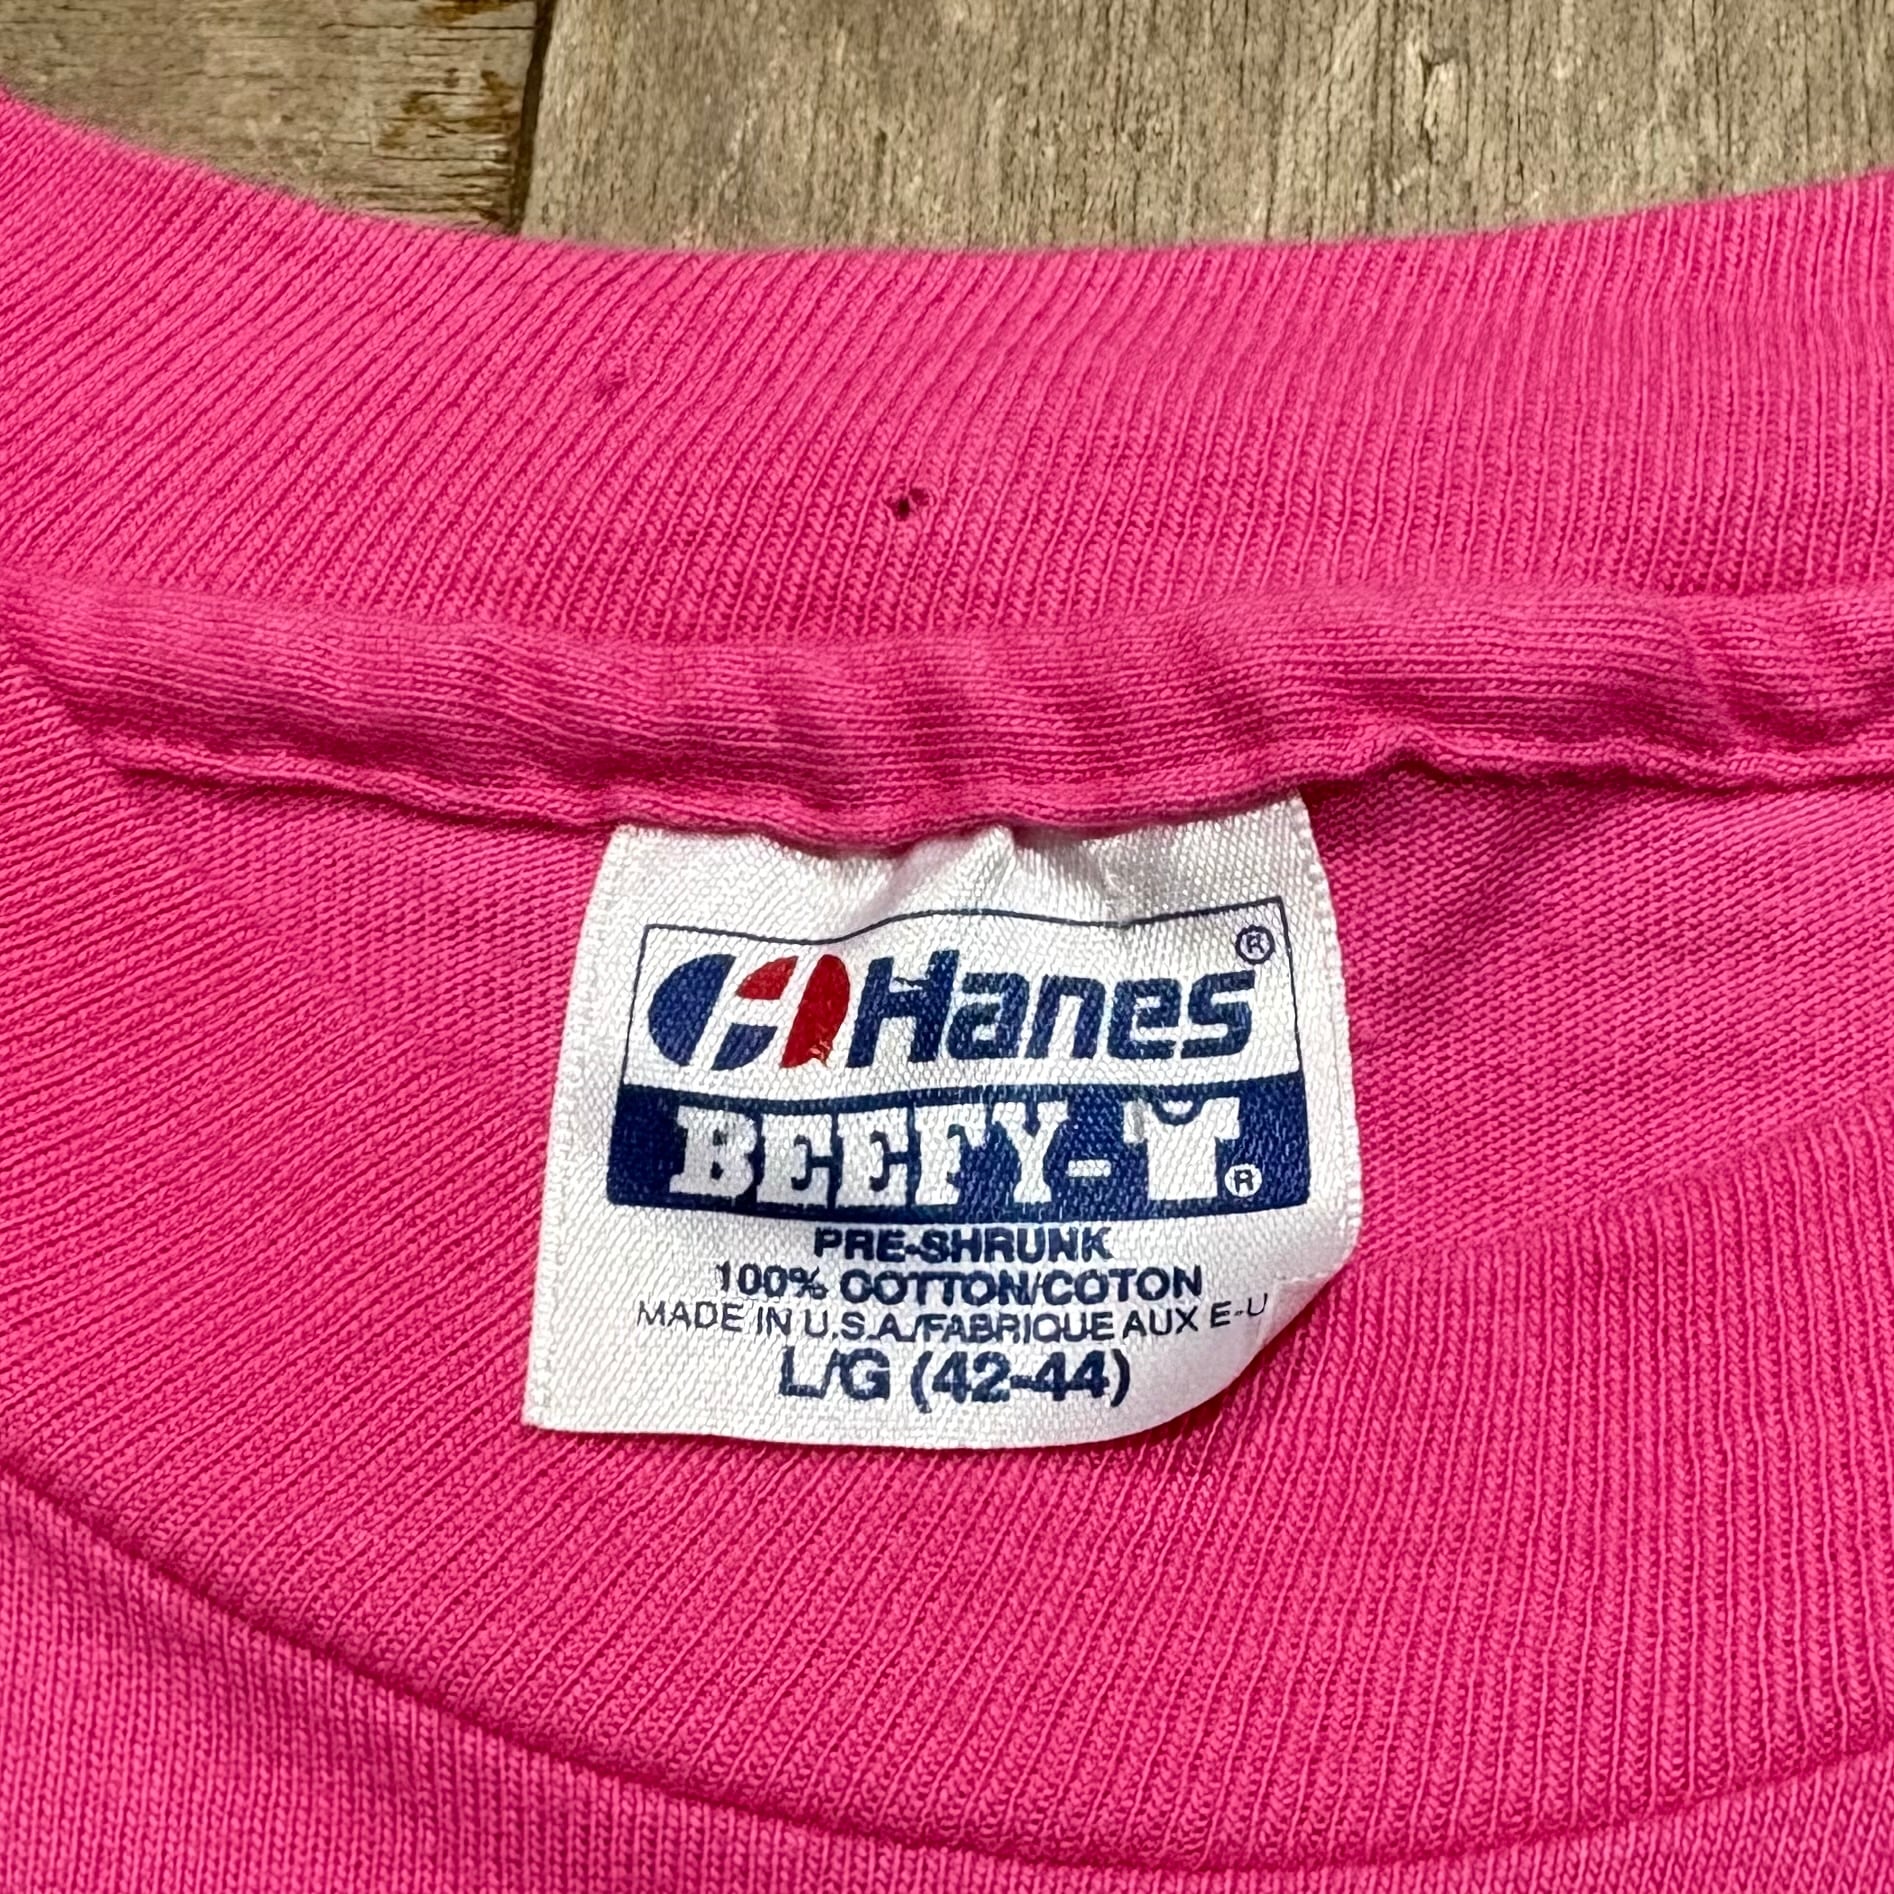 Hanes®
BEEFY-T®
PRE-SHRUNK
100% COTTON/COTON
MADE IN U.S.A./FABRIQUE AUX E-U
L/G (42-44)